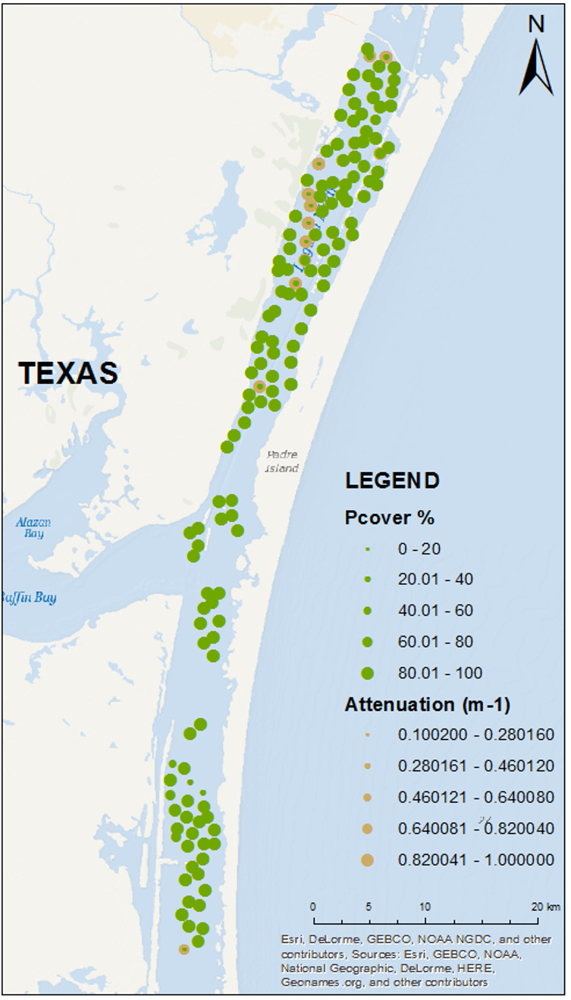 N
TEXAS
Padre
Island
Alazan
Bay
Baffin Bay
LEGEND
Pcover %
0 - 20
20.01 - 40
40.01 - 60
60.01 - 80
80.01 - 100
Attenuation (m-1)
0.100200 - 0.280160
0.280161 - 0.460120
0.460121 - 0.640080
0.640081 - 0.820040
0.820041 - 1.000000
0 5 10 20 km
Esri, DeLorme, GEBCO, NOAA NGDC, and other
contributors, Sources: Esri, GEBCO, NOAA,
National Geographic, DeLorme, HERE,
Geonames.org, and other contributors